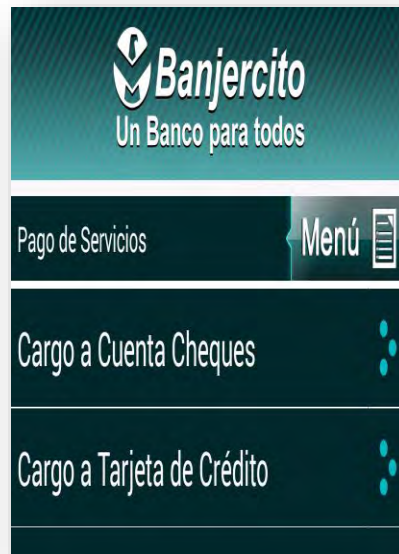 Banjercito
Un Banco para todos
Pago de Servicios
Menú
Cargo a Cuenta Cheques
Cargo a Tarjeta de Crédito